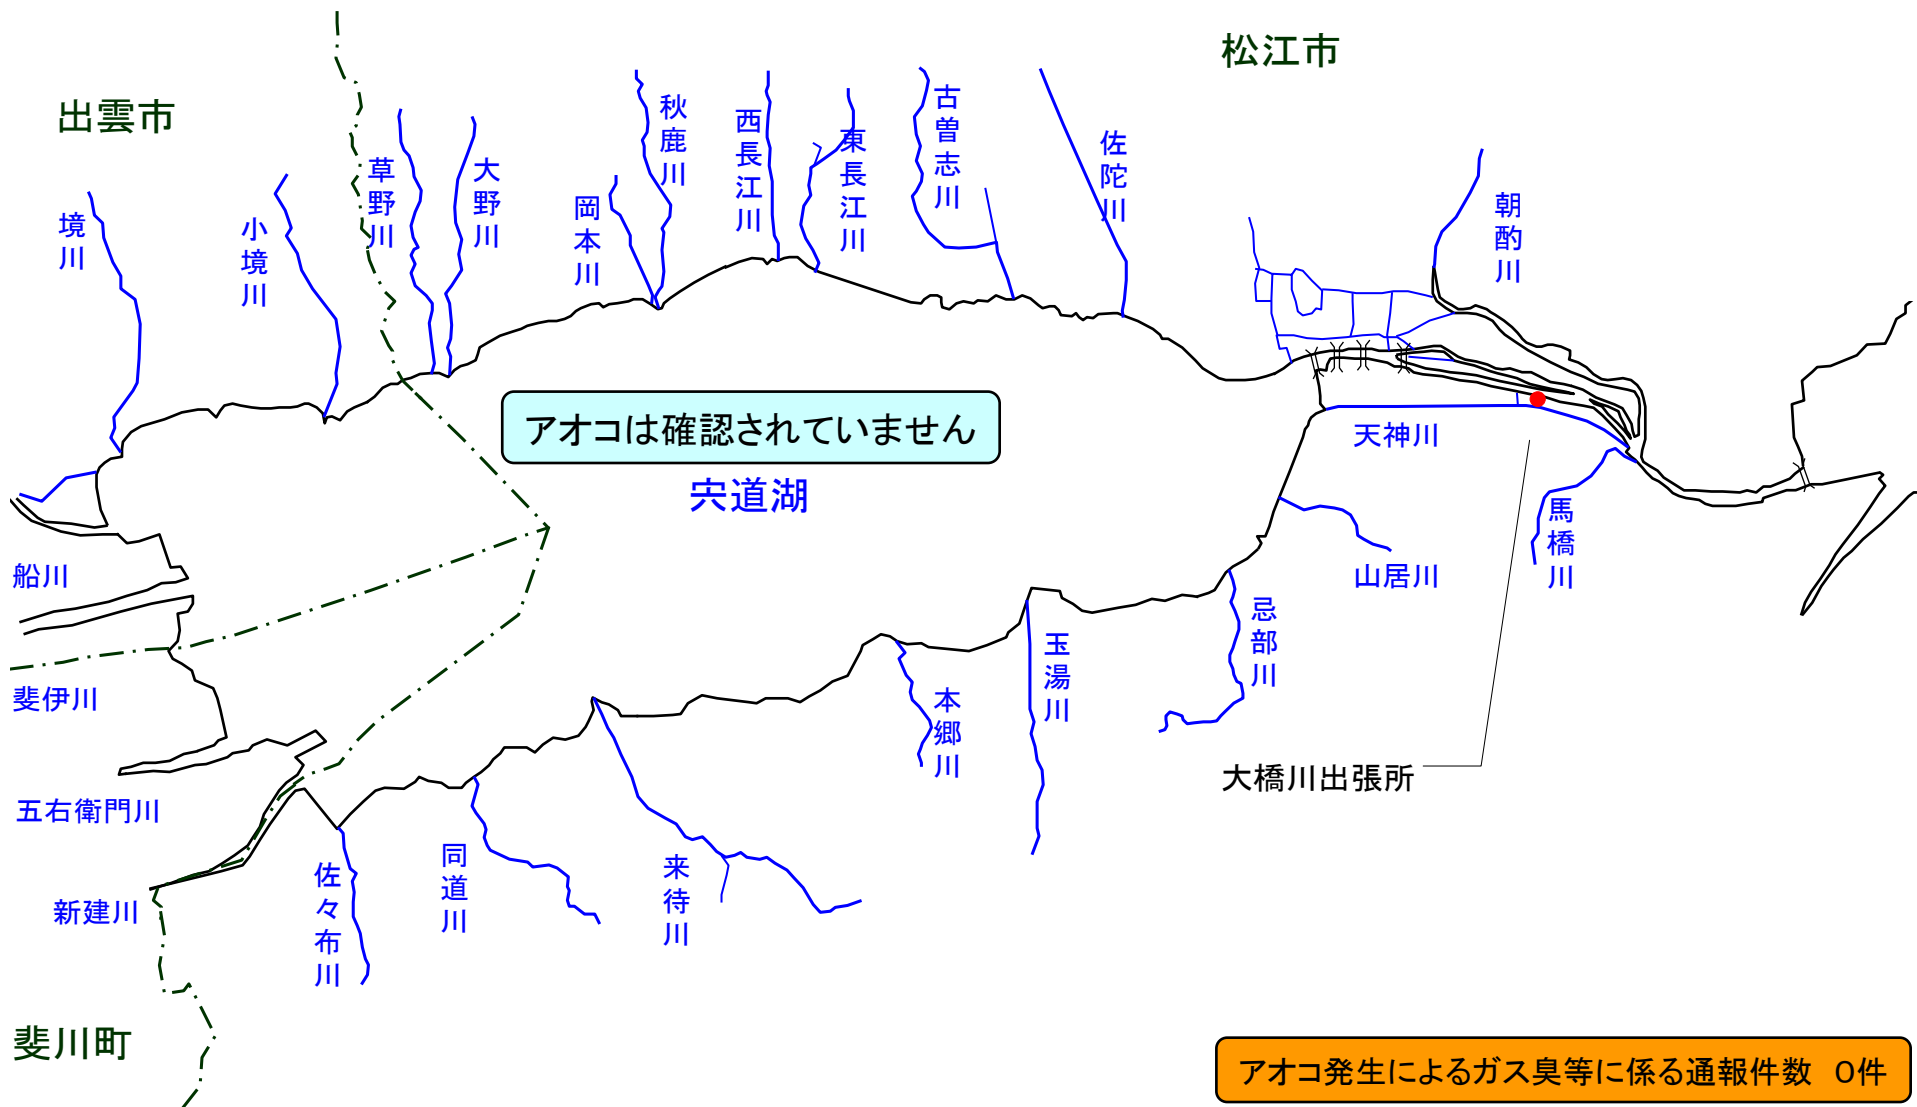 松江市
出雲市
秋鹿川
西長江川
東長江川
古曽志川
佐陀川
草野川
大野川
岡本川
朝酌川
境川
小境川
アオコは確認されていません
宍道湖
天神川
馬橋川
船川
山居川
忌部川
玉湯川
斐伊川
本郷川
大橋川出張所
五右衛門川
同道川
来待川
佐々布川
新建川
斐川町
アオコ発生によるガス臭等に係る通報件数 0件